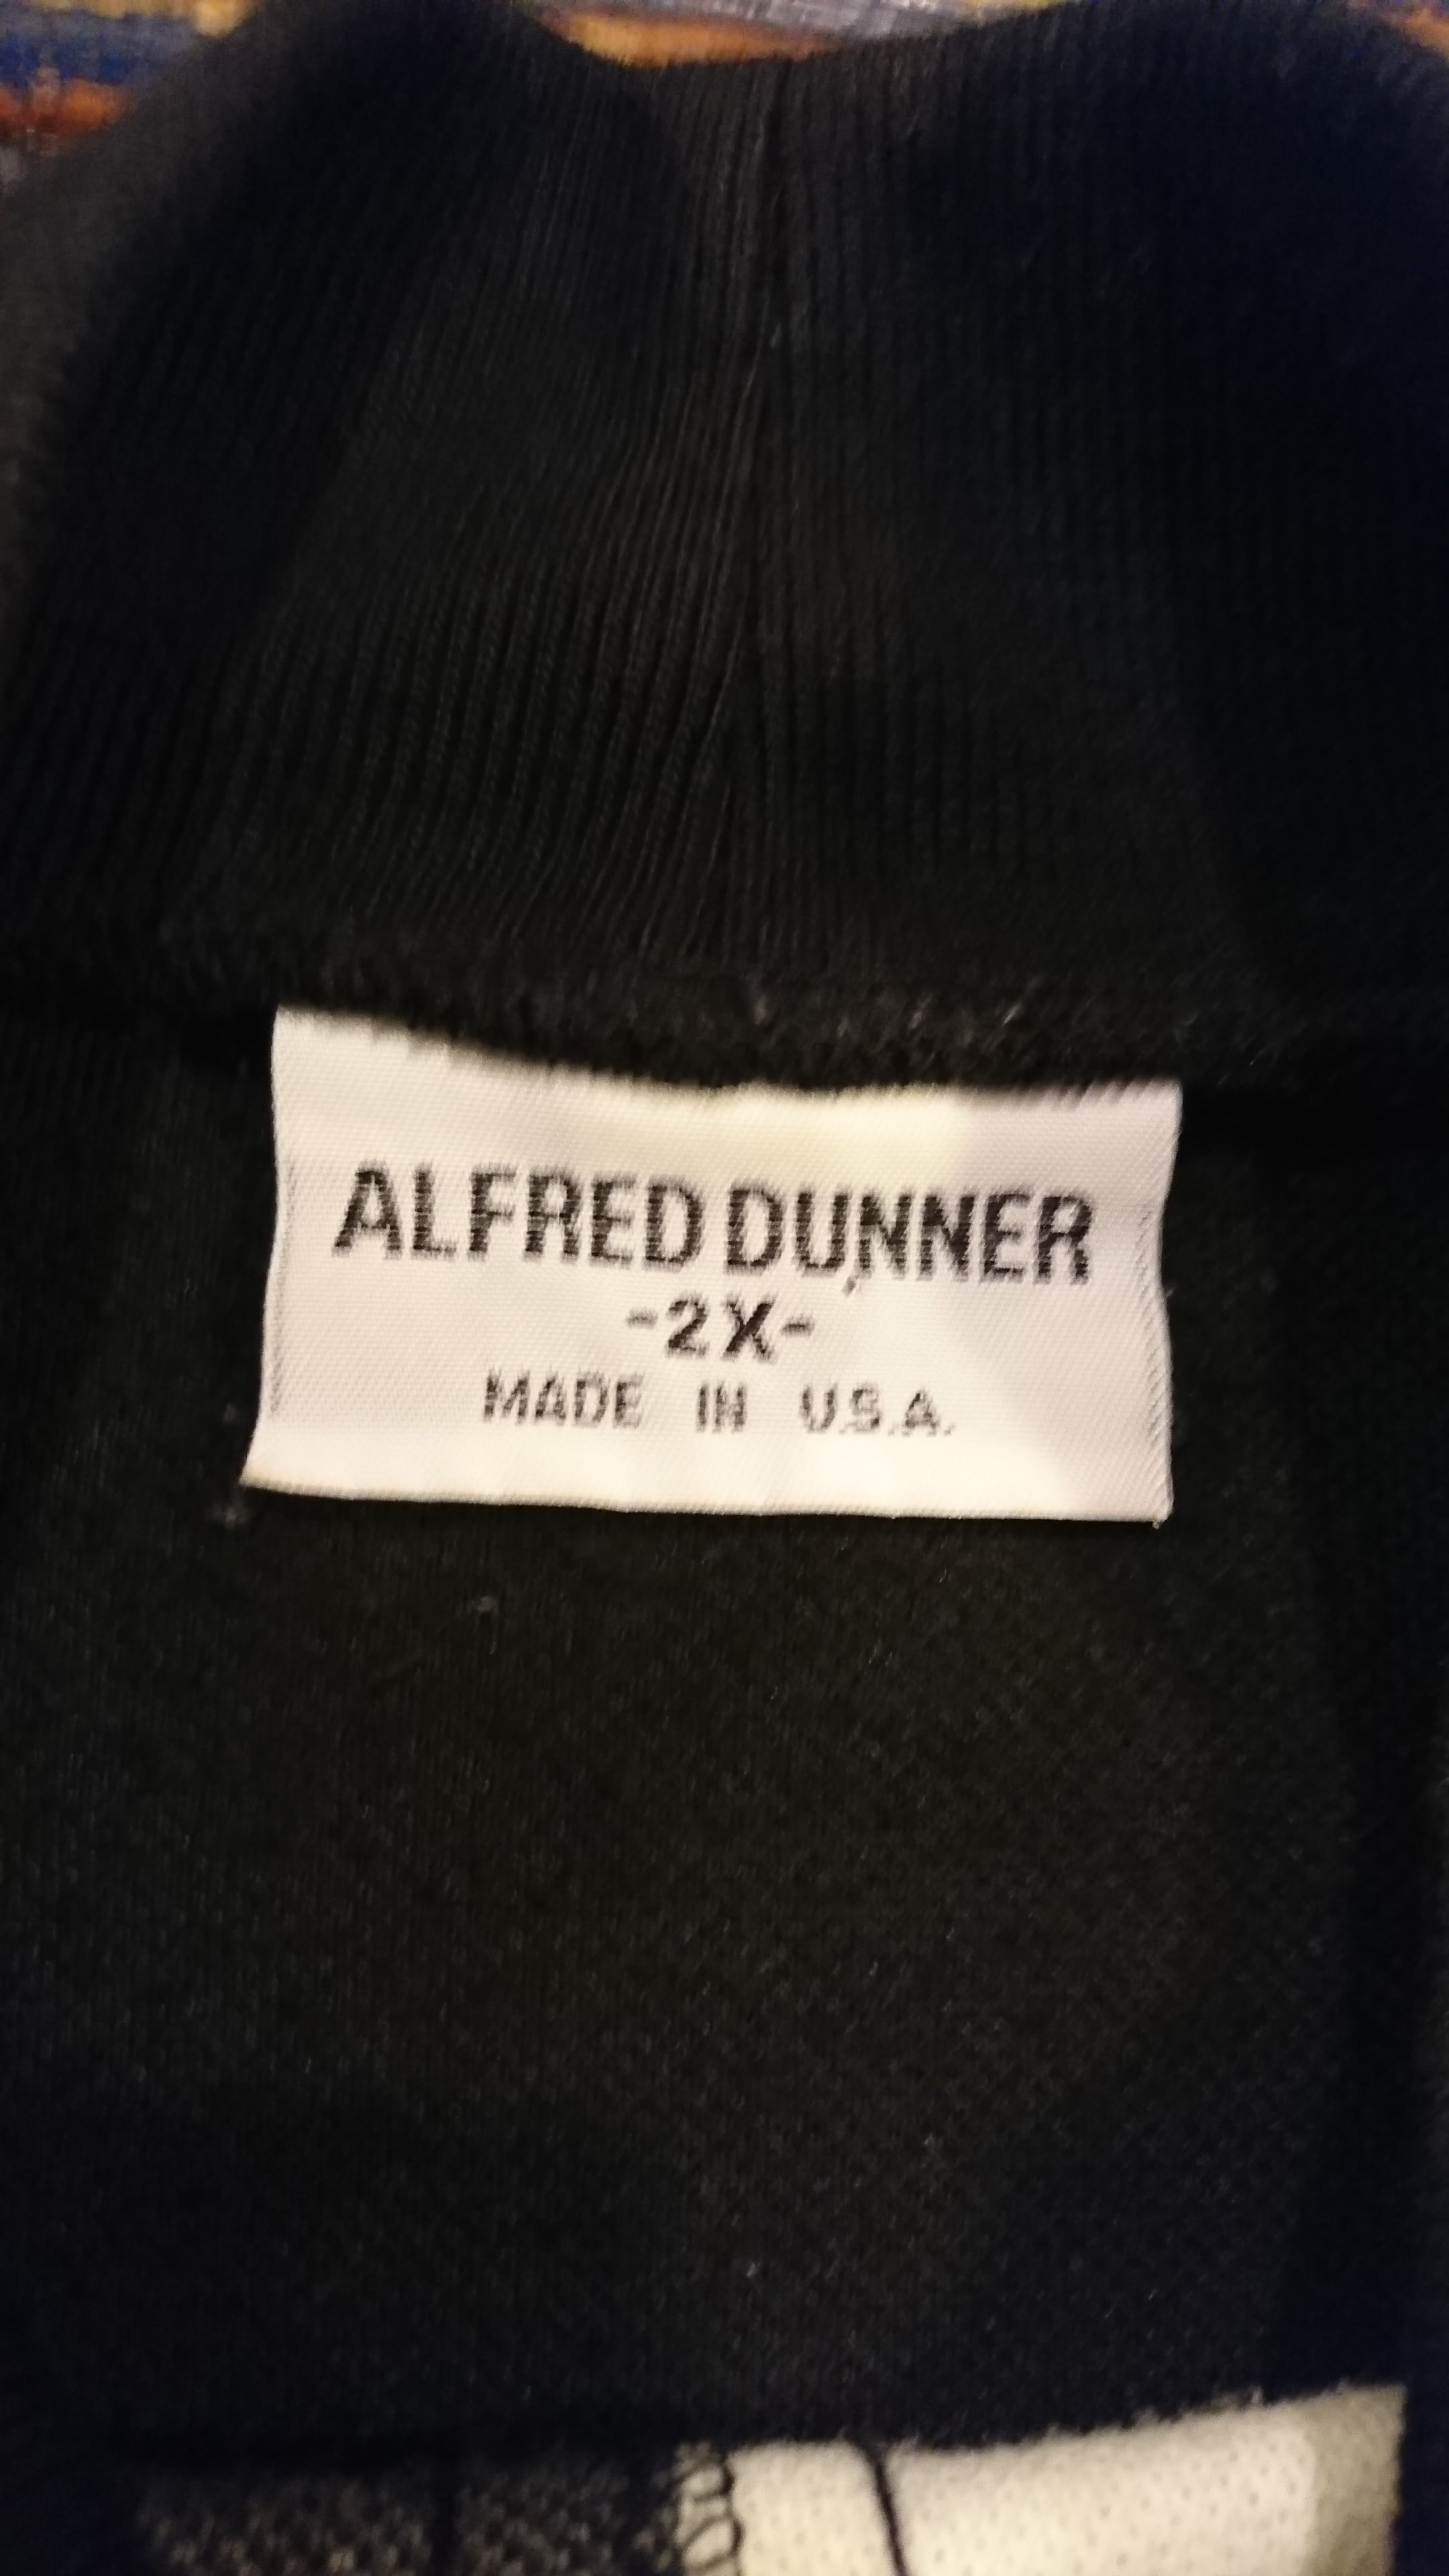 ALFRED DUNNER
-2X-
MADE IN U.S.A.